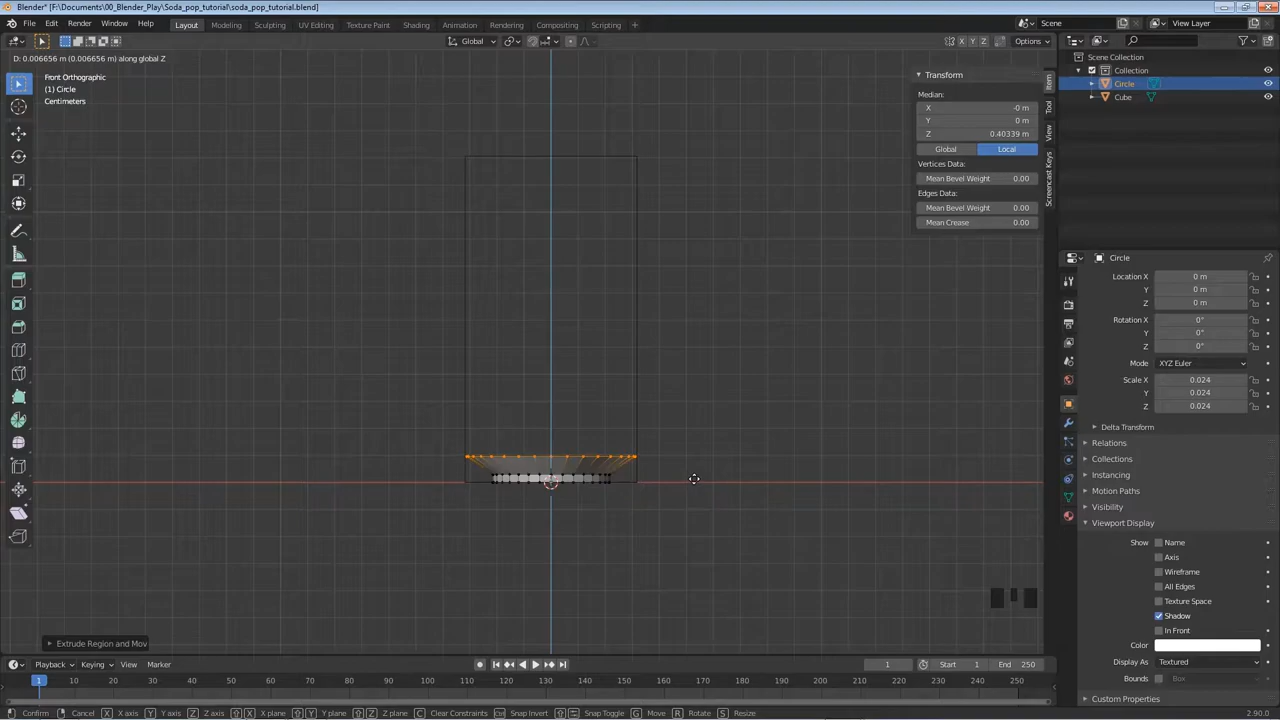 Blender* [F:\Documents\00_Blender_Play\Soda_pop_tutorial\soda_pop_tutorial.blend]
File Edit Render Window Help Layout Modeling Sculpting UV Editing Texture Paint Shading Animation Rendering Compositing Scripting + Scene View Layer
Global Options X Y Z
D: 0.006656 m (0.006656 m) along global Z
Front Orthographic
(1) Circle
Centimeters
Transform
Median:
X -0 m
Y 0 m
Z 0.40339 m
Global Local
Vertices Data:
Mean Bevel Weight 0.00
Edges Data:
Mean Bevel Weight 0.00
Mean Crease 0.00
Item
Tool
View
Screencast Keys
Scene Collection
Collection
Circle
Cube
Circle
Location X 0 m
Y 0 m
Z 0 m
Rotation X 0°
Y 0°
Z 0°
Mode XYZ Euler
Scale X 0.024
Y 0.024
Z 0.024
Delta Transform
Relations
Collections
Instancing
Motion Paths
Visibility
Viewport Display
Show Name
Axis
Wireframe
All Edges
Texture Space
Shadow
In Front
Color
Display As Textured
Bounds Box
Custom Properties
Extrude Region and Mov
Playback Keying View Marker 1 Start 1 End 250
1 10 20 30 40 50 60 70 80 90 100 110 120 130 140 150 160 170 180 190 200 210 220 230 240 250
Confirm Cancel X X axis Y Y axis Z Z axis X X plane Y Y plane Z Z plane C Clear Constraints Snap Invert Snap Toggle G Move R Rotate S Resize 2.90.0